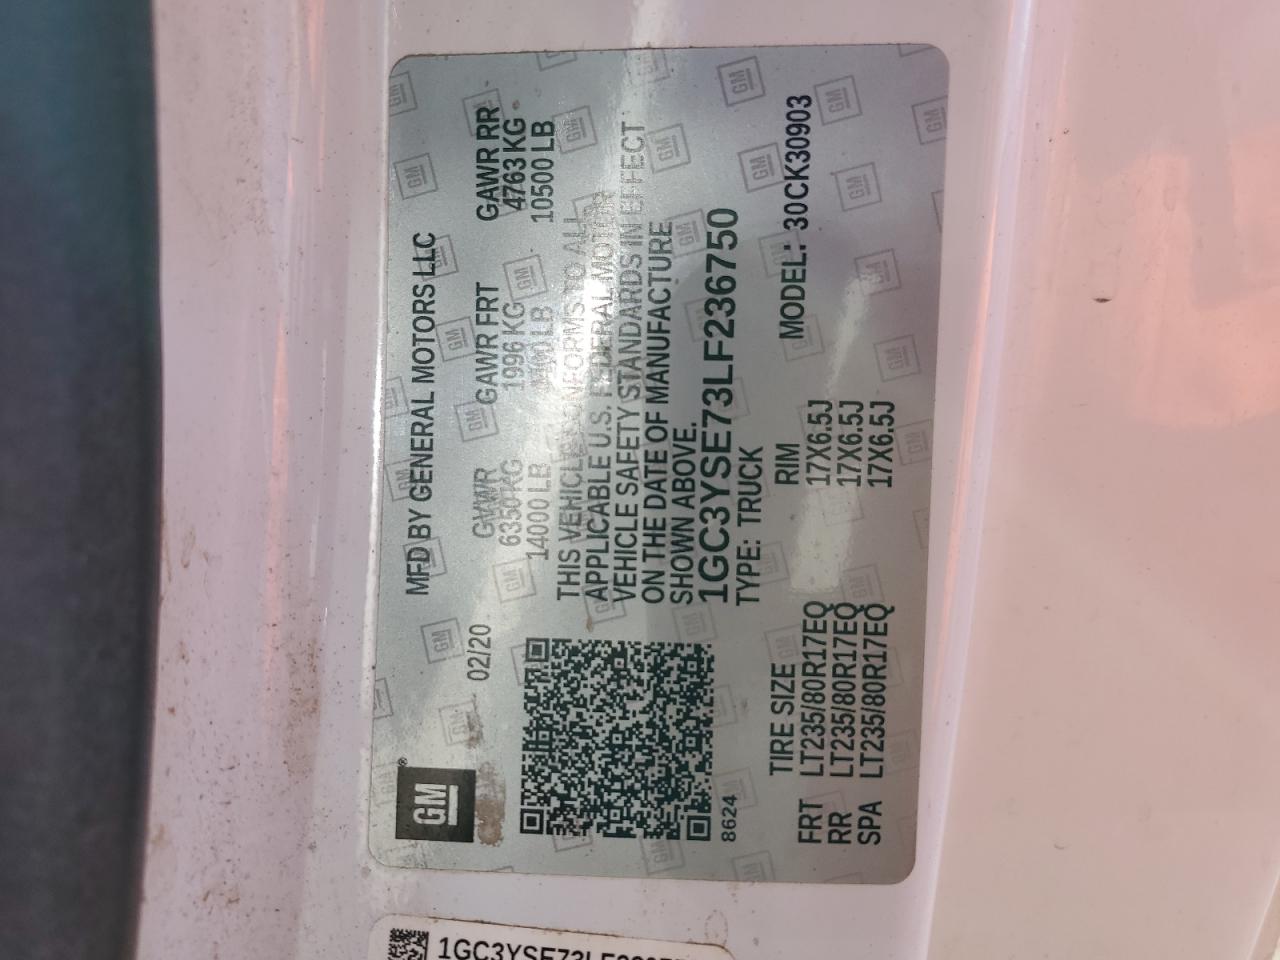 GM
®
02/20
MFD BY GENERAL MOTORS LLC
GVWR GAWR FRT GAWR RR
6350 KG 1996 KG 4763 KG
14000 LB LB 10500 LB
THIS VEHICLE CONFORMS TO ALL
APPLICABLE U.S. FEDERAL MOTOR
VEHICLE SAFETY STANDARDS IN EFFECT
ON THE DATE OF MANUFACTURE
SHOWN ABOVE.
1GC3YSE73LF236750
TYPE: TRUCK
8624
TIRE SIZE RIM MODEL: 30CK30903
FRT LT235/80R17EQ 17X6.5J
RR LT235/80R17EQ 17X6.5J
SPA LT235/80R17EQ 17X6.5J